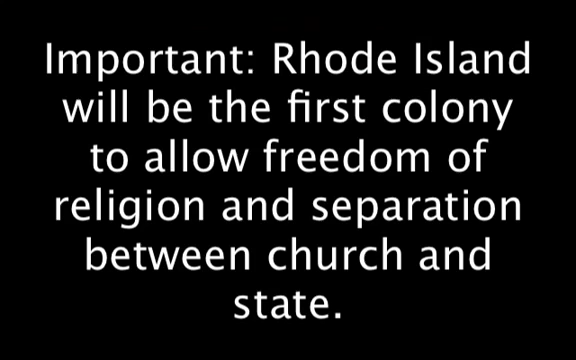 Important: Rhode Island
will be the first colony
to allow freedom of
religion and separation
between church and
state.